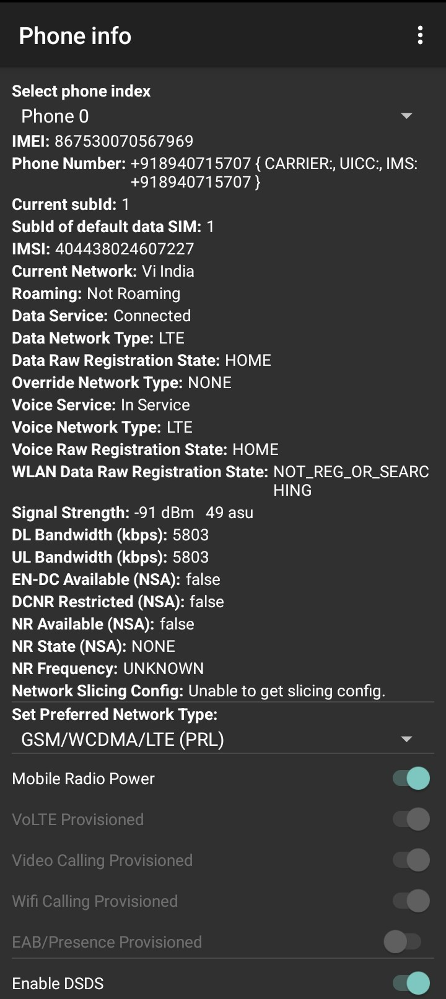 Phone info
Select phone index
Phone 0
IMEI: 867530070567969
Phone Number: +918940715707 { CARRIER:, UICC:, IMS:
+918940715707 }
Current subId: 1
SubId of default data SIM: 1
IMSI: 404438024607227
Current Network: Vi India
Roaming: Not Roaming
Data Service: Connected
Data Network Type: LTE
Data Raw Registration State: HOME
Override Network Type: NONE
Voice Service: In Service
Voice Network Type: LTE
Voice Raw Registration State: HOME
WLAN Data Raw Registration State: NOT_REG_OR_SEARC
HING
Signal Strength: -91 dBm   49 asu
DL Bandwidth (kbps): 5803
UL Bandwidth (kbps): 5803
EN-DC Available (NSA): false
DCNR Restricted (NSA): false
NR Available (NSA): false
NR State (NSA): NONE
NR Frequency: UNKNOWN
Network Slicing Config: Unable to get slicing config.
Set Preferred Network Type:
GSM/WCDMA/LTE (PRL)
Mobile Radio Power
VoLTE Provisioned
Video Calling Provisioned
Wifi Calling Provisioned
EAB/Presence Provisioned
Enable DSDS